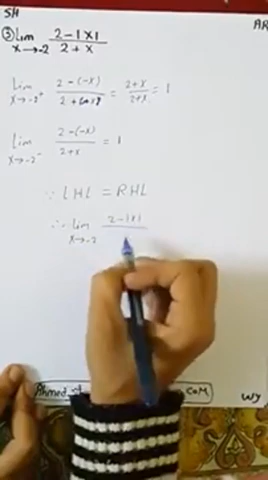 SH
AR
③ Lim 2-|x|
x→-2 2+x
Lim 2-(-x) = 2+x = 1
x→-2⁺ 2+x 2+x
Lim 2-(-x) = 1
x→-2⁻ 2+x
∵ LHL = RHL
∴ Lim 2-|x|
x→-2
Ahmed COM WY